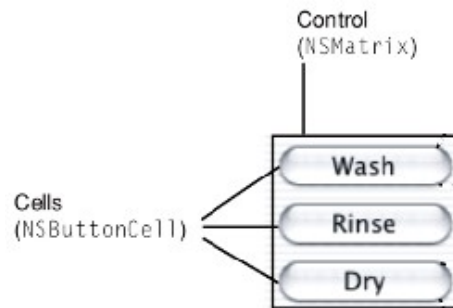 Control
(NSMatrix)
Wash
Cells
(NSButtonCell)
Rinse
Dry